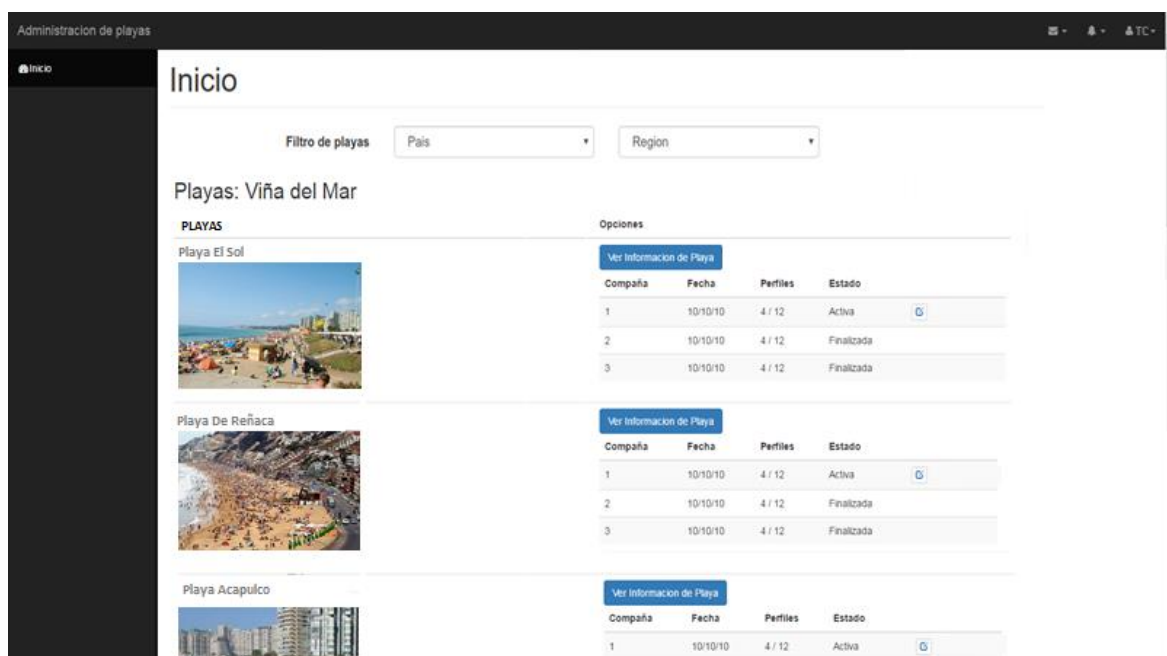 Administracion de playas TC
Inicio
Inicio
Filtro de playas Pais Region
Playas: Viña del Mar
PLAYAS Opciones
Playa El Sol Ver Informacion de Playa
Compaña Fecha Perfiles Estado
1 10/10/10 4 / 12 Activa
2 10/10/10 4 / 12 Finalizada
3 10/10/10 4 / 12 Finalizada
Playa De Reñaca Ver Informacion de Playa
Compaña Fecha Perfiles Estado
1 10/10/10 4 / 12 Activa
2 10/10/10 4 / 12 Finalizada
3 10/10/10 4 / 12 Finalizada
Playa Acapulco Ver Informacion de Playa
Compaña Fecha Perfiles Estado
1 10/10/10 4 / 12 Activa